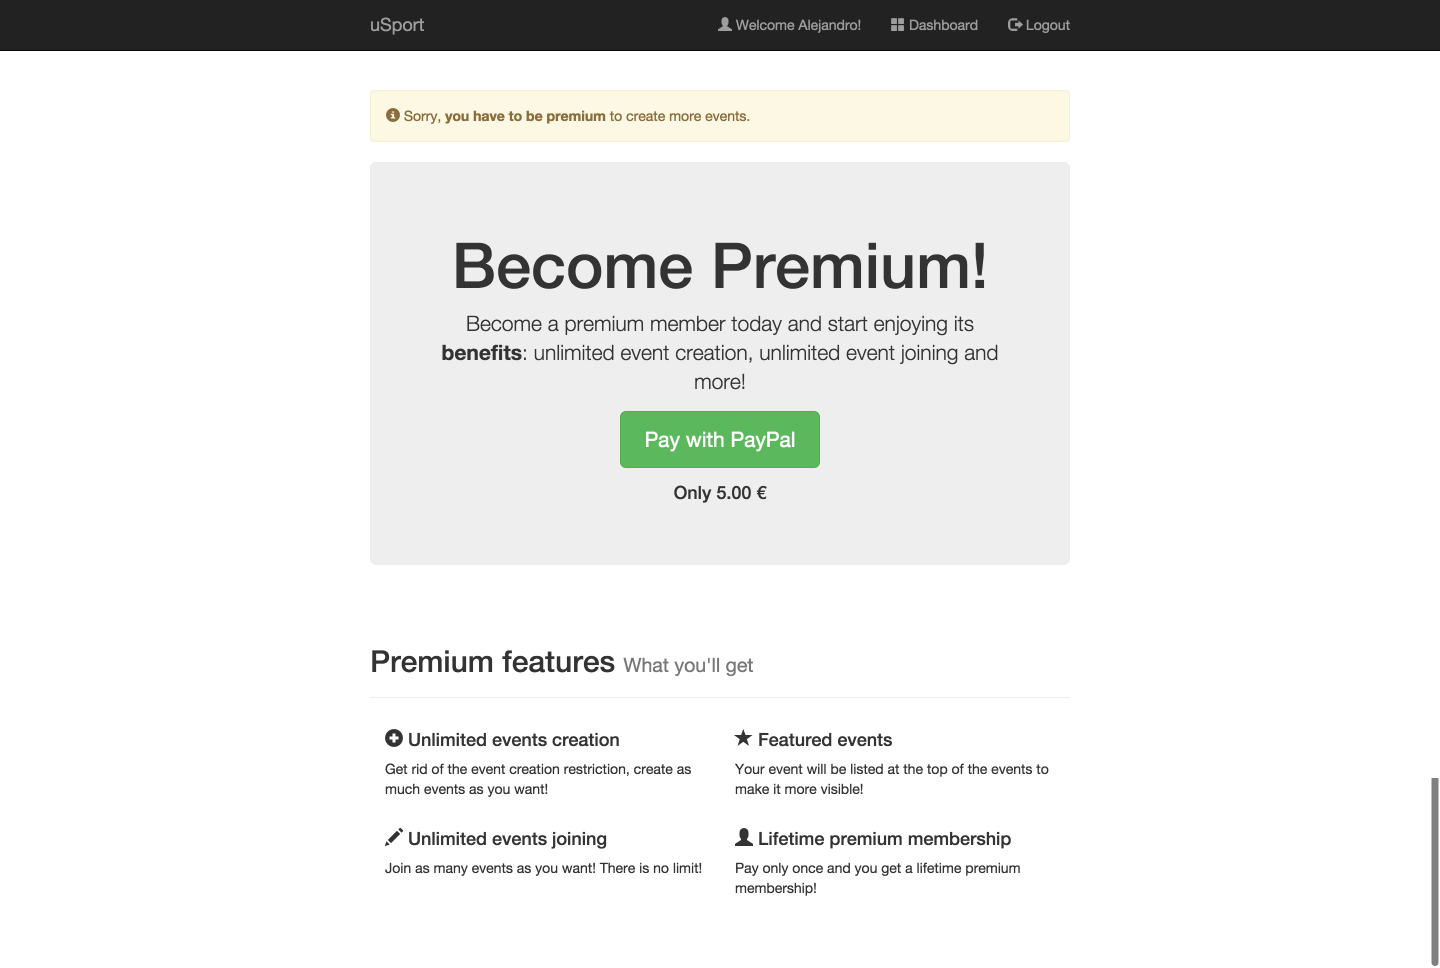 uSport
Welcome Alejandro!
Dashboard
Logout
Sorry, you have to be premium to create more events.
Become Premium!
Become a premium member today and start enjoying its
benefits: unlimited event creation, unlimited event joining and
more!
Pay with PayPal
Only 5.00 €
Premium features What you'll get
Unlimited events creation
Get rid of the event creation restriction, create as
much events as you want!
Featured events
Your event will be listed at the top of the events to
make it more visible!
Unlimited events joining
Join as many events as you want! There is no limit!
Lifetime premium membership
Pay only once and you get a lifetime premium
membership!